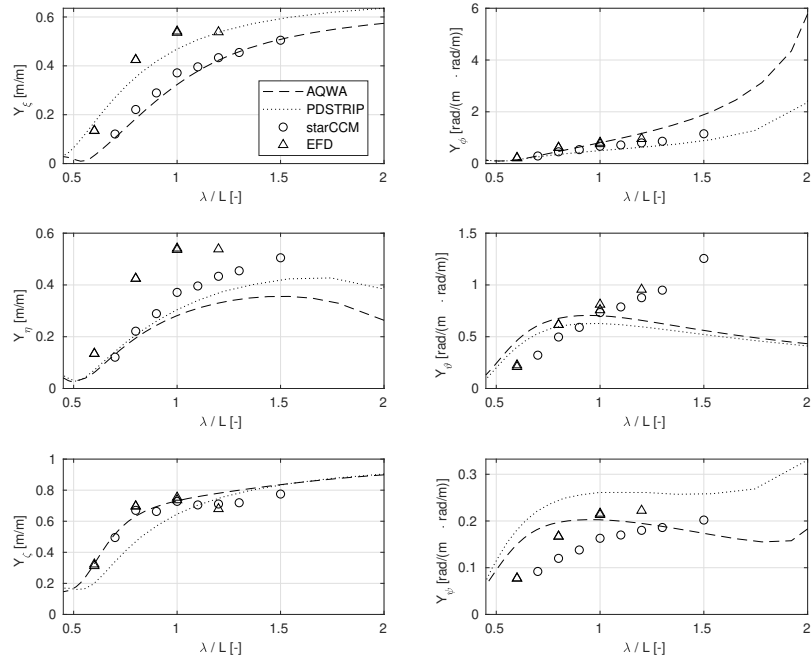 0.6
0.4
0.2
0
Y_ξ [m/m]
0.5 1 1.5 2
λ / L [-]
AQWA
PDSTRIP
starCCM
EFD
6
4
2
0
Y_ϕ [rad/(m · rad/m)]
0.5 1 1.5 2
λ / L [-]
0.6
0.4
0.2
0
Y_η [m/m]
0.5 1 1.5 2
λ / L [-]
1.5
1
0.5
0
Y_ϑ [rad/(m · rad/m)]
0.5 1 1.5 2
λ / L [-]
1
0.8
0.6
0.4
0.2
0
Y_ζ [m/m]
0.5 1 1.5 2
λ / L [-]
0.3
0.2
0.1
0
Y_ψ [rad/(m · rad/m)]
0.5 1 1.5 2
λ / L [-]